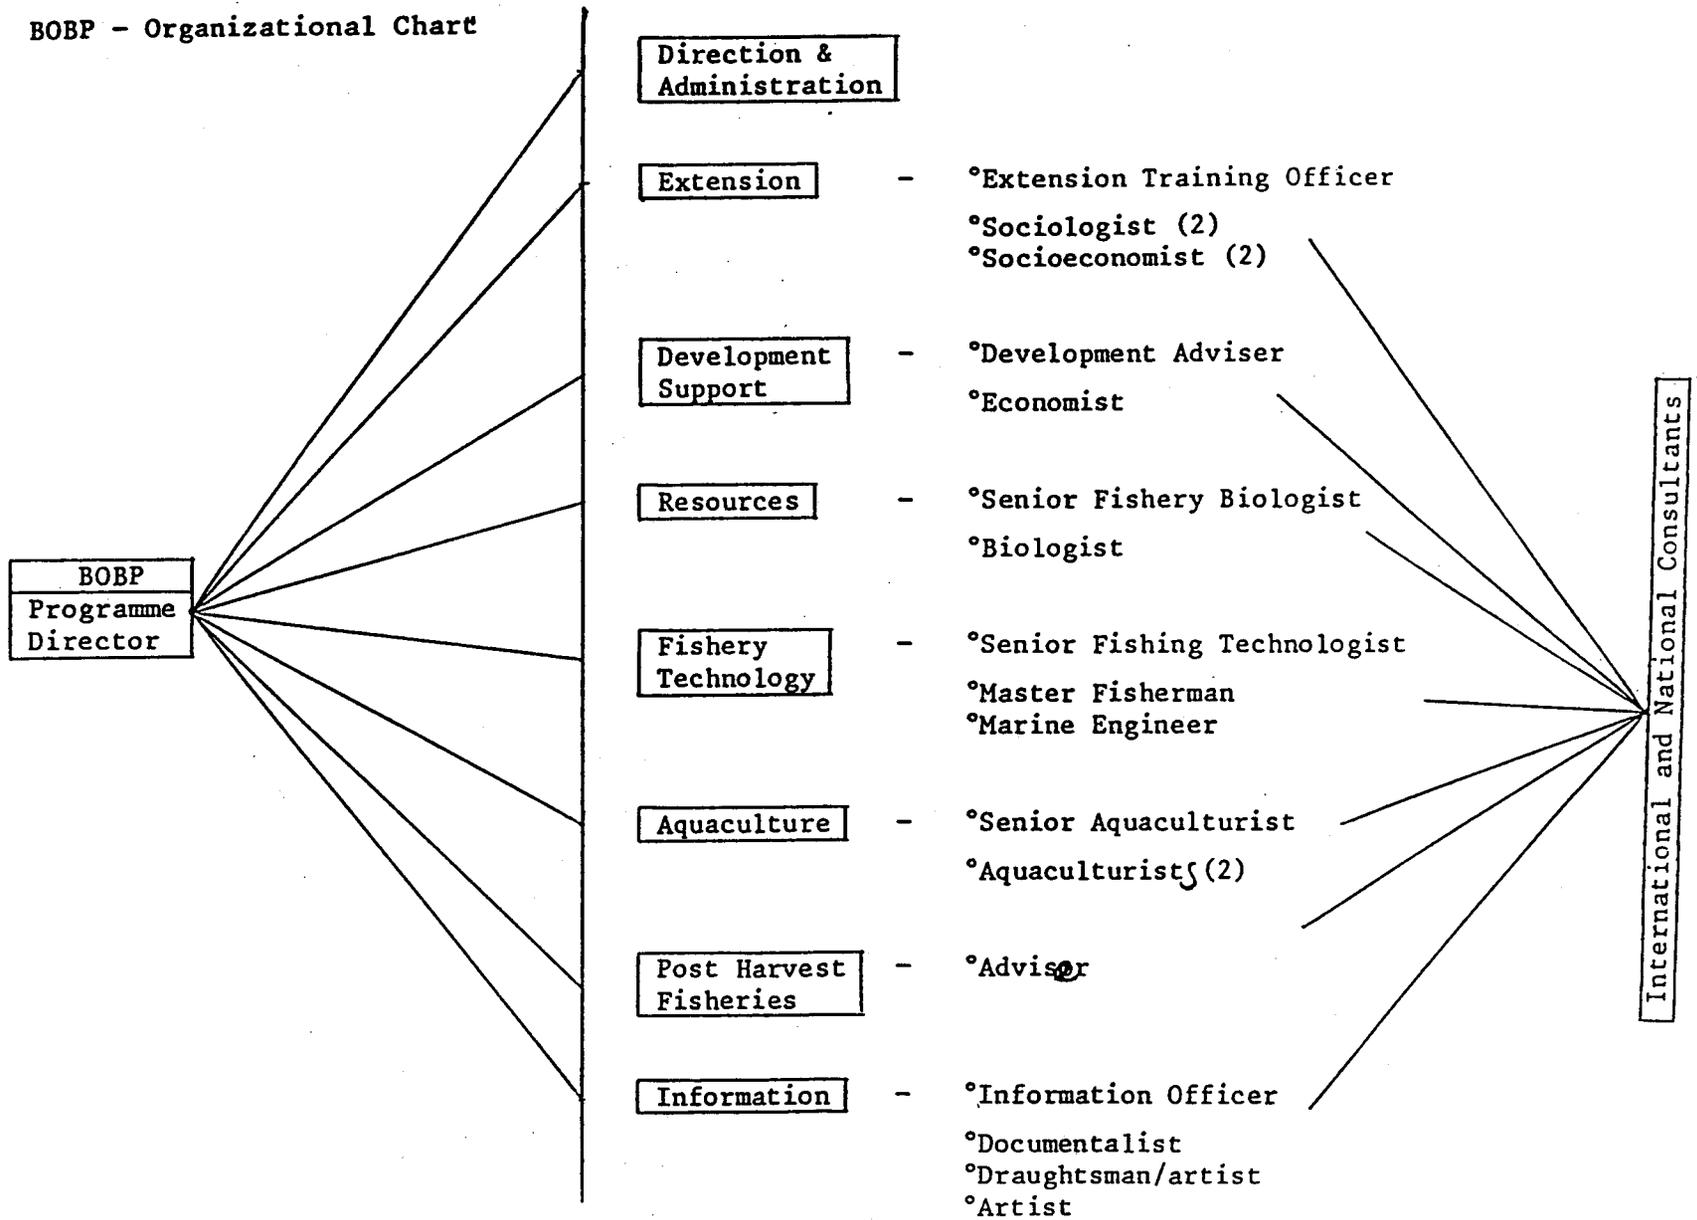 BOBP - Organizational Chart
Direction &
Administration
Extension - °Extension Training Officer
°Sociologist (2)
°Socioeconomist (2)
Development - °Development Adviser
Support
°Economist
Resources - °Senior Fishery Biologist
°Biologist
BOBP
Programme
Director
Fishery - °Senior Fishing Technologist
Technology
°Master Fisherman
°Marine Engineer
Aquaculture - °Senior Aquaculturist
°Aquaculturists (2)
Post Harvest - °Adviser
Fisheries
Information - °Information Officer
°Documentalist
°Draughtsman/artist
°Artist
International and National Consultants